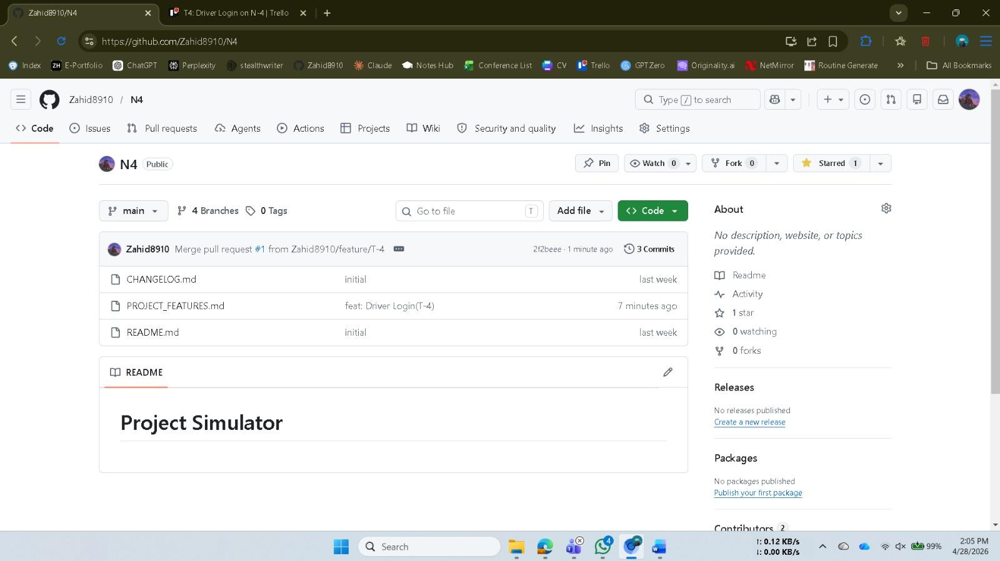 Zahid8910/N4
T4: Driver Login on N-4 | Trello
https://github.com/Zahid8910/N4
Index
ZH E-Portfolio
ChatGPT
Perplexity
stealthwriter
Zahid8910
Claude
Notes Hub
Conference List
CV
Trello
GPTZero
Originality.ai
NetMirror
Routine Generate
All Bookmarks
Zahid8910 / N4
Type / to search
Code
Issues
Pull requests
Agents
Actions
Projects
Wiki
Security and quality
Insights
Settings
N4 Public
Pin
Watch 0
Fork 0
Starred 1
main
4 Branches
0 Tags
Go to file T
Add file
Code
Zahid8910 Merge pull request #1 from Zahid8910/feature/T-4
2f2beee · 1 minute ago
3 Commits
CHANGELOG.md initial last week
PROJECT_FEATURES.md feat: Driver Login(T-4) 7 minutes ago
README.md initial last week
README
Project Simulator
About
No description, website, or topics
provided.
Readme
Activity
1 star
0 watching
0 forks
Releases
No releases published
Create a new release
Packages
No packages published
Publish your first package
Contributors 2
Search
4
↑: 0.12 KB/s
↓: 0.00 KB/s
99%
2:05 PM
4/28/2026